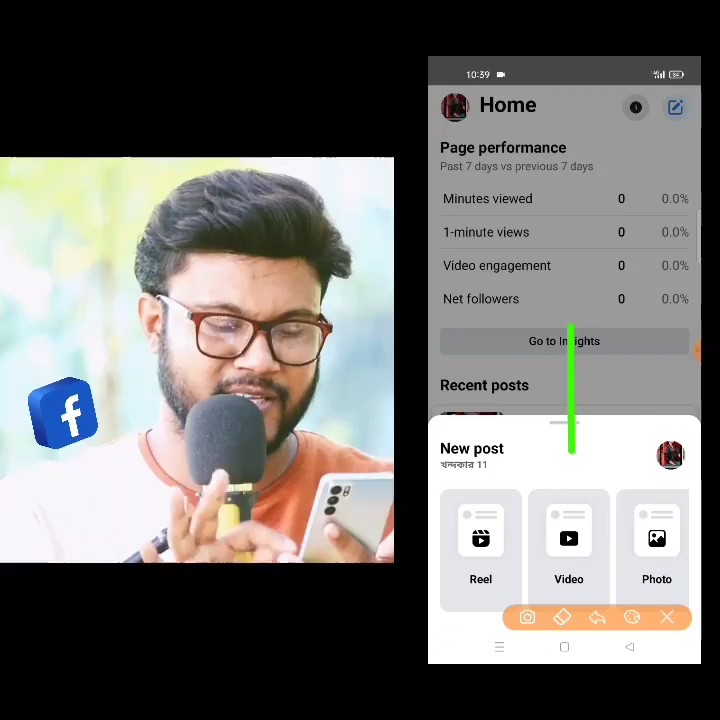 10:39
Home
Page performance
Past 7 days vs previous 7 days
Minutes viewed 0 0.0%
1-minute views 0 0.0%
Video engagement 0 0.0%
Net followers 0 0.0%
Go to Insights
Recent posts
New post
খন্দকার 11
Reel Video Photo